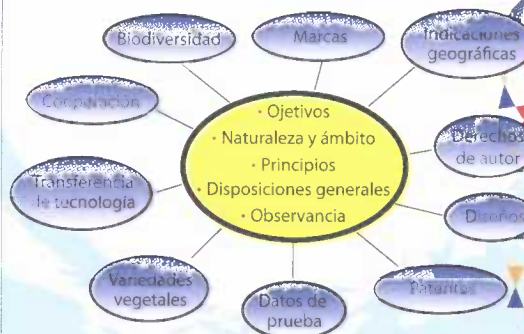 Biodiversidad
Marcas
Indicaciones
geográficas
Cooperación
• Ojetivos
• Naturaleza y ámbito
• Principios
• Disposiciones generales
• Observancia
Derechos
de autor
Transferencia
de tecnología
Diseños
Variedades
vegetales
Datos de
prueba
Patentes